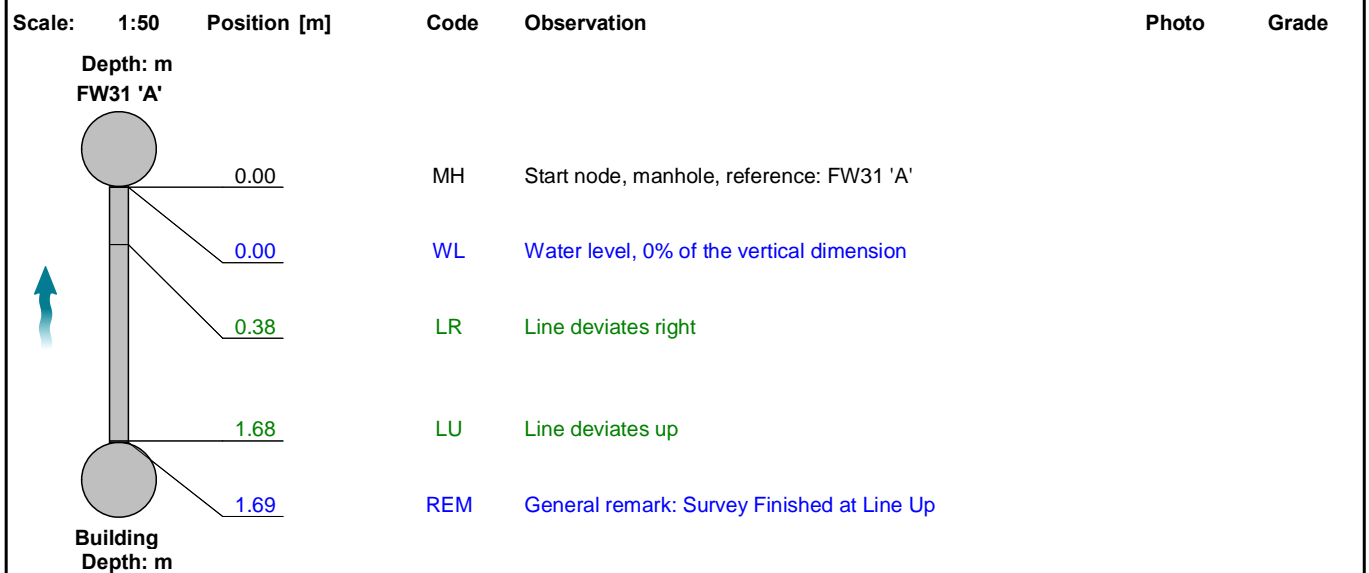 Scale: 1:50 Position [m] Code Observation Photo Grade
Depth: m
FW31 'A'
0.00 MH Start node, manhole, reference: FW31 'A'
0.00 WL Water level, 0% of the vertical dimension
0.38 LR Line deviates right
1.68 LU Line deviates up
1.69 REM General remark: Survey Finished at Line Up
Building
Depth: m